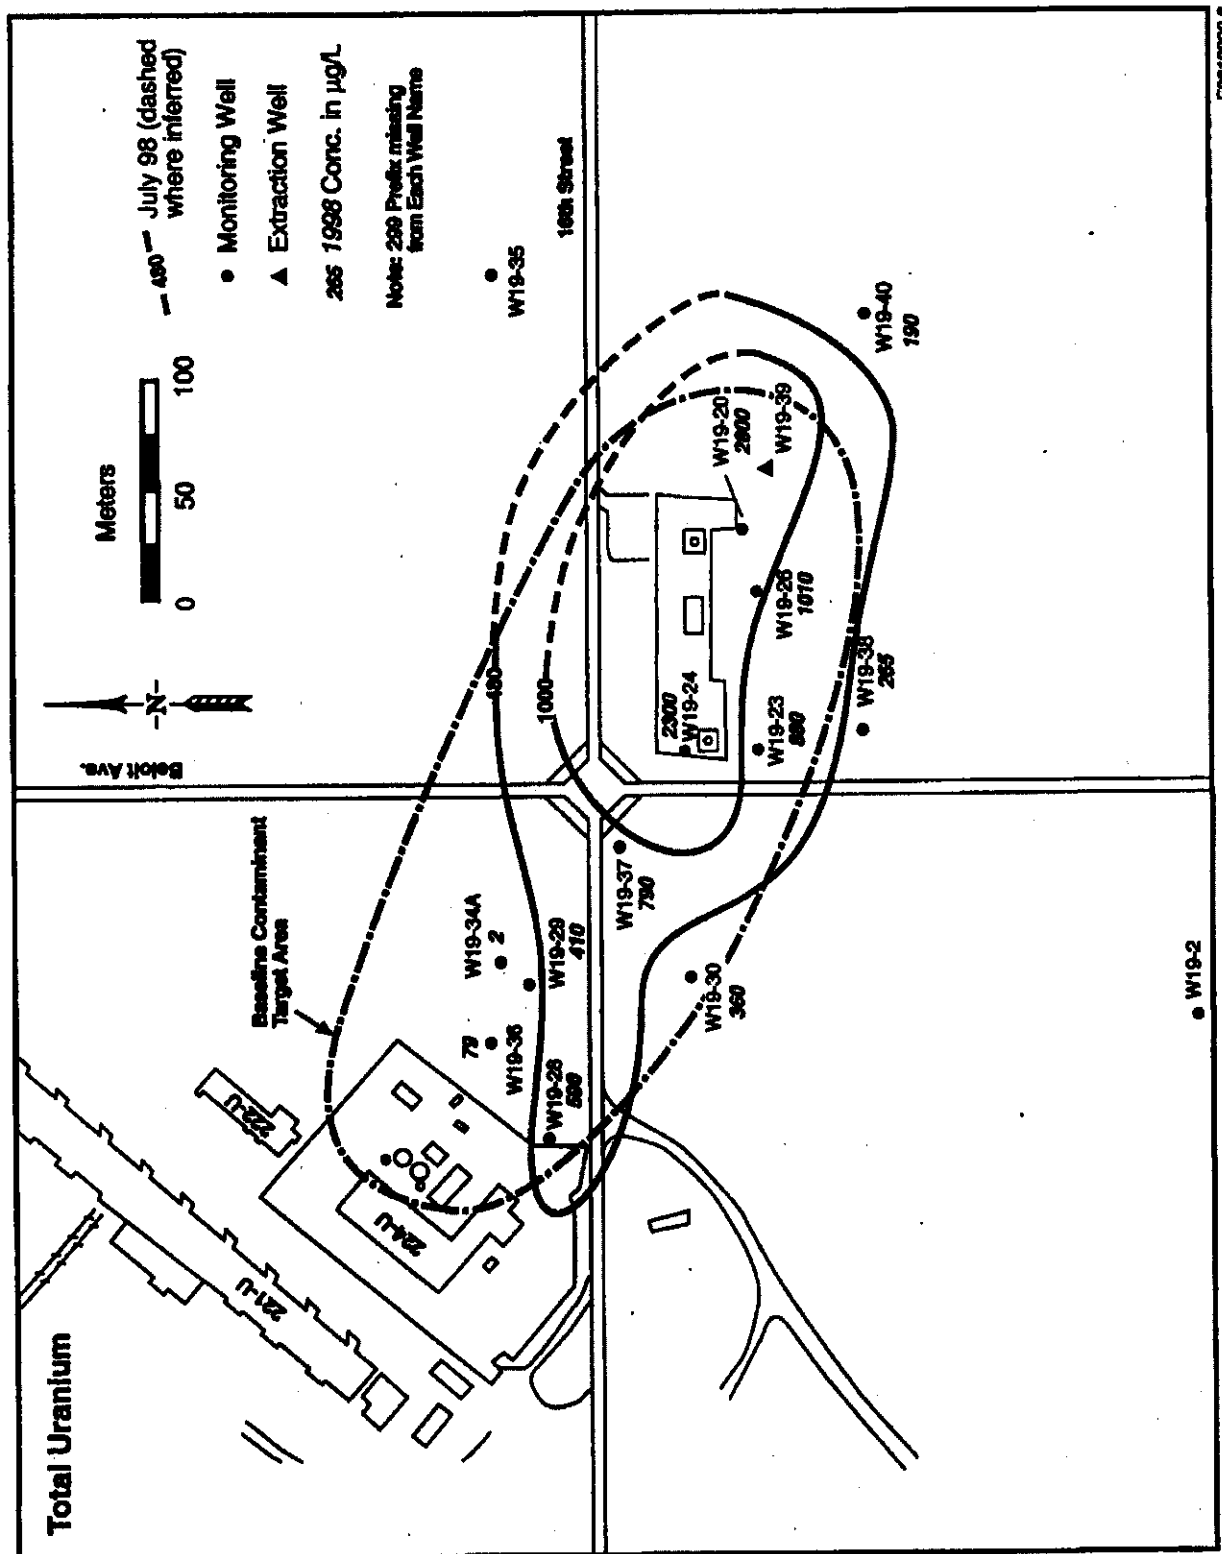 Total Uranium
221-U
224-U
Baseline Contaminant
Target Area
Beloit Ave.
-N-
Meters
0
50
100
480
July 98 (dashed
where inferred)
Monitoring Well
Extraction Well
265 1998 Conc. in µg/L
Note: 299 Prefix missing
from Each Well Name
16th Street
W19-35
79
W19-36
W19-34A
2
W19-29
410
W19-28
W19-37
790
W19-30
360
480
1000
2300
W19-24
W19-23
W19-26
1010
W19-20
W19-39
W19-38
265
W19-40
190
W19-2